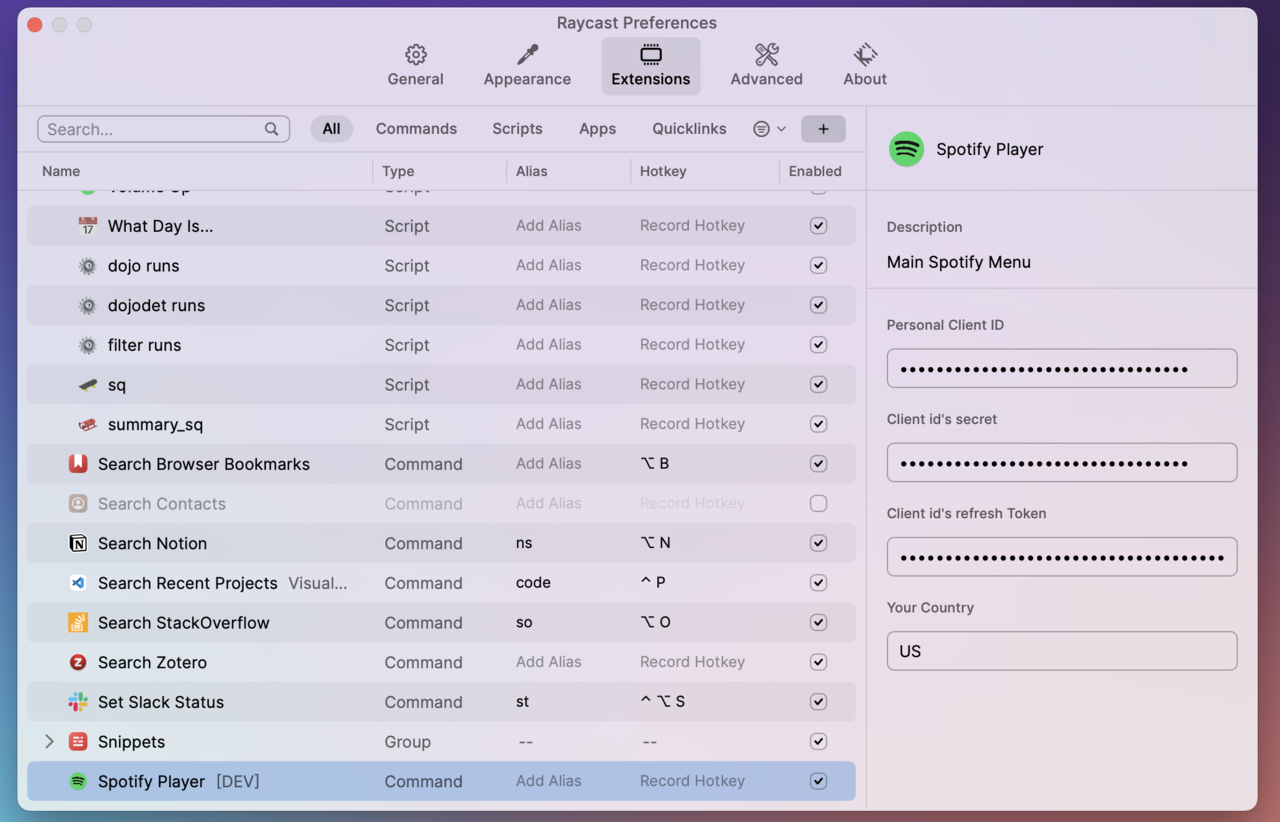 Raycast Preferences
General Appearance Extensions Advanced About
Search... All Commands Scripts Apps Quicklinks +
Name Type Alias Hotkey Enabled
Volume Up Script
What Day Is... Script Add Alias Record Hotkey
dojo runs Script Add Alias Record Hotkey
dojodet runs Script Add Alias Record Hotkey
filter runs Script Add Alias Record Hotkey
sq Script Add Alias Record Hotkey
summary_sq Script Add Alias Record Hotkey
Search Browser Bookmarks Command Add Alias ⌥ B
Search Contacts Command Add Alias Record Hotkey
Search Notion Command ns ⌥ N
Search Recent Projects Visual... Command code ^ P
Search StackOverflow Command so ⌥ O
Search Zotero Command Add Alias Record Hotkey
Set Slack Status Command st ^ ⌥ S
Snippets Group -- --
Spotify Player [DEV] Command Add Alias Record Hotkey
Spotify Player
Description
Main Spotify Menu
Personal Client ID
••••••••••••••••••••••••••••••••
Client id's secret
••••••••••••••••••••••••••••••••
Client id's refresh Token
••••••••••••••••••••••••••••••••••••
Your Country
US